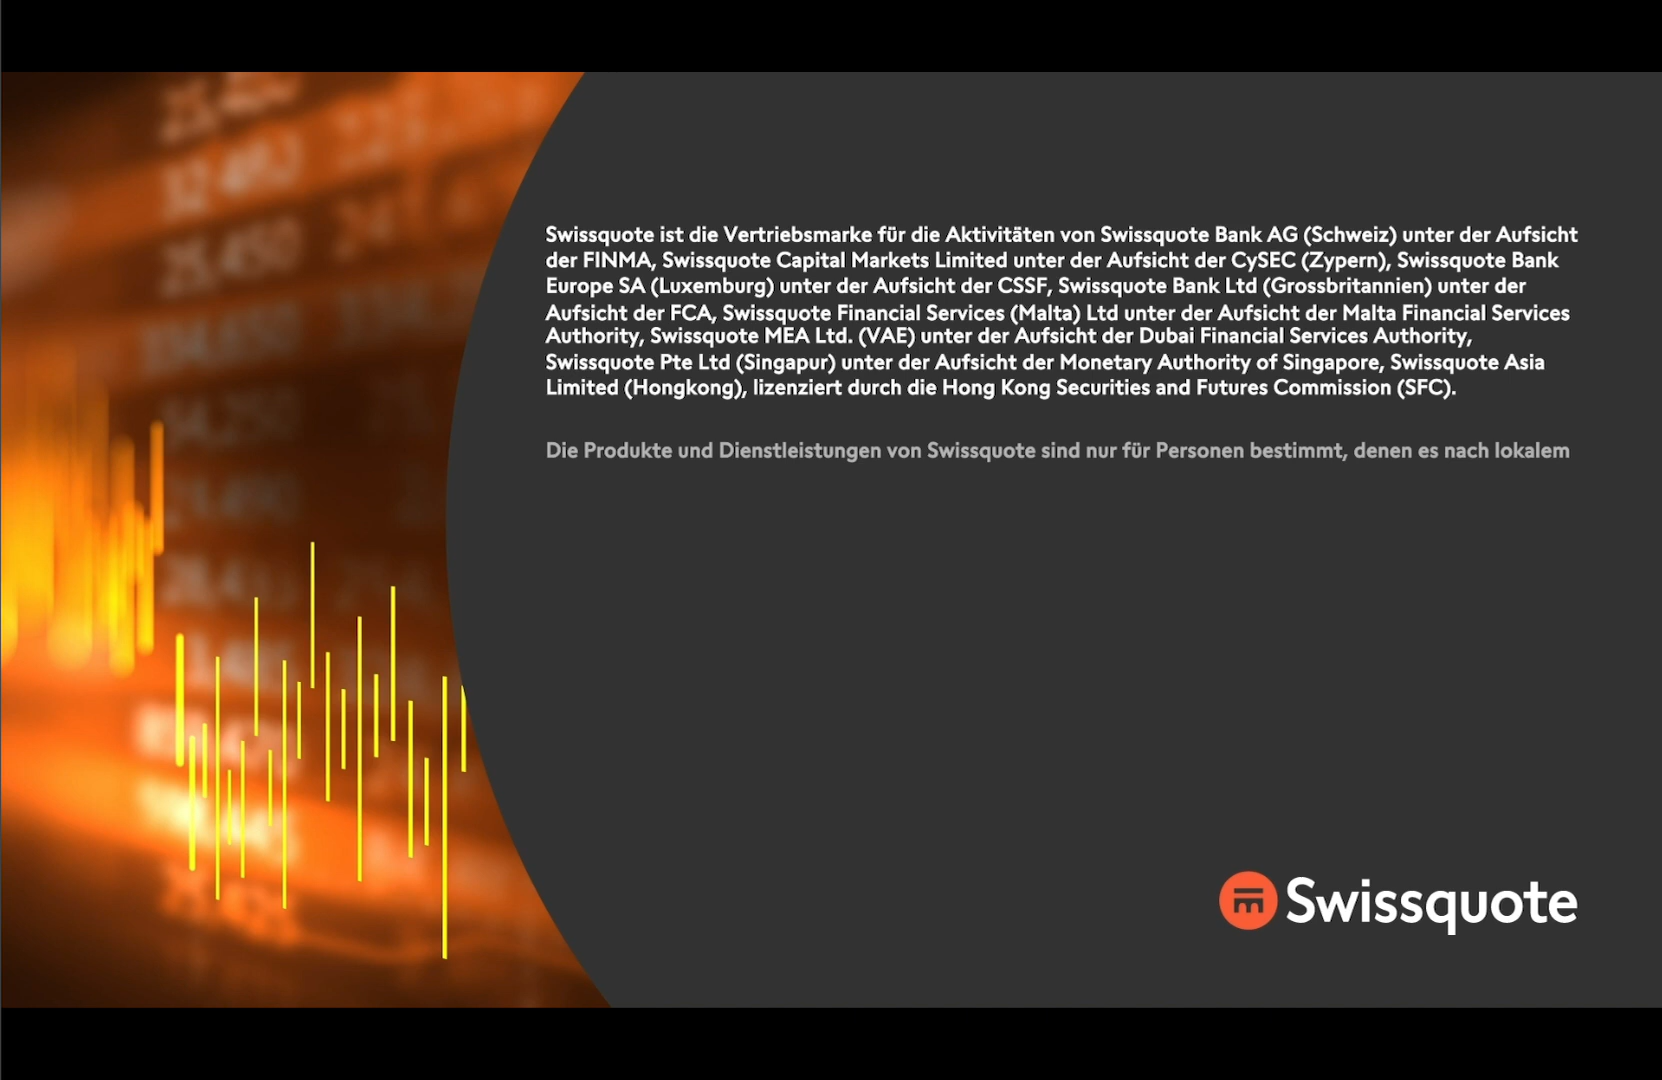 Swissquote ist die Vertriebsmarke für die Aktivitäten von Swissquote Bank AG (Schweiz) unter der Aufsicht
der FINMA, Swissquote Capital Markets Limited unter der Aufsicht der CySEC (Zypern), Swissquote Bank
Europe SA (Luxemburg) unter der Aufsicht der CSSF, Swissquote Bank Ltd (Grossbritannien) unter der
Aufsicht der FCA, Swissquote Financial Services (Malta) Ltd unter der Aufsicht der Malta Financial Services
Authority, Swissquote MEA Ltd. (VAE) unter der Aufsicht der Dubai Financial Services Authority,
Swissquote Pte Ltd (Singapur) unter der Aufsicht der Monetary Authority of Singapore, Swissquote Asia
Limited (Hongkong), lizenziert durch die Hong Kong Securities and Futures Commission (SFC).
Die Produkte und Dienstleistungen von Swissquote sind nur für Personen bestimmt, denen es nach lokalem
Swissquote